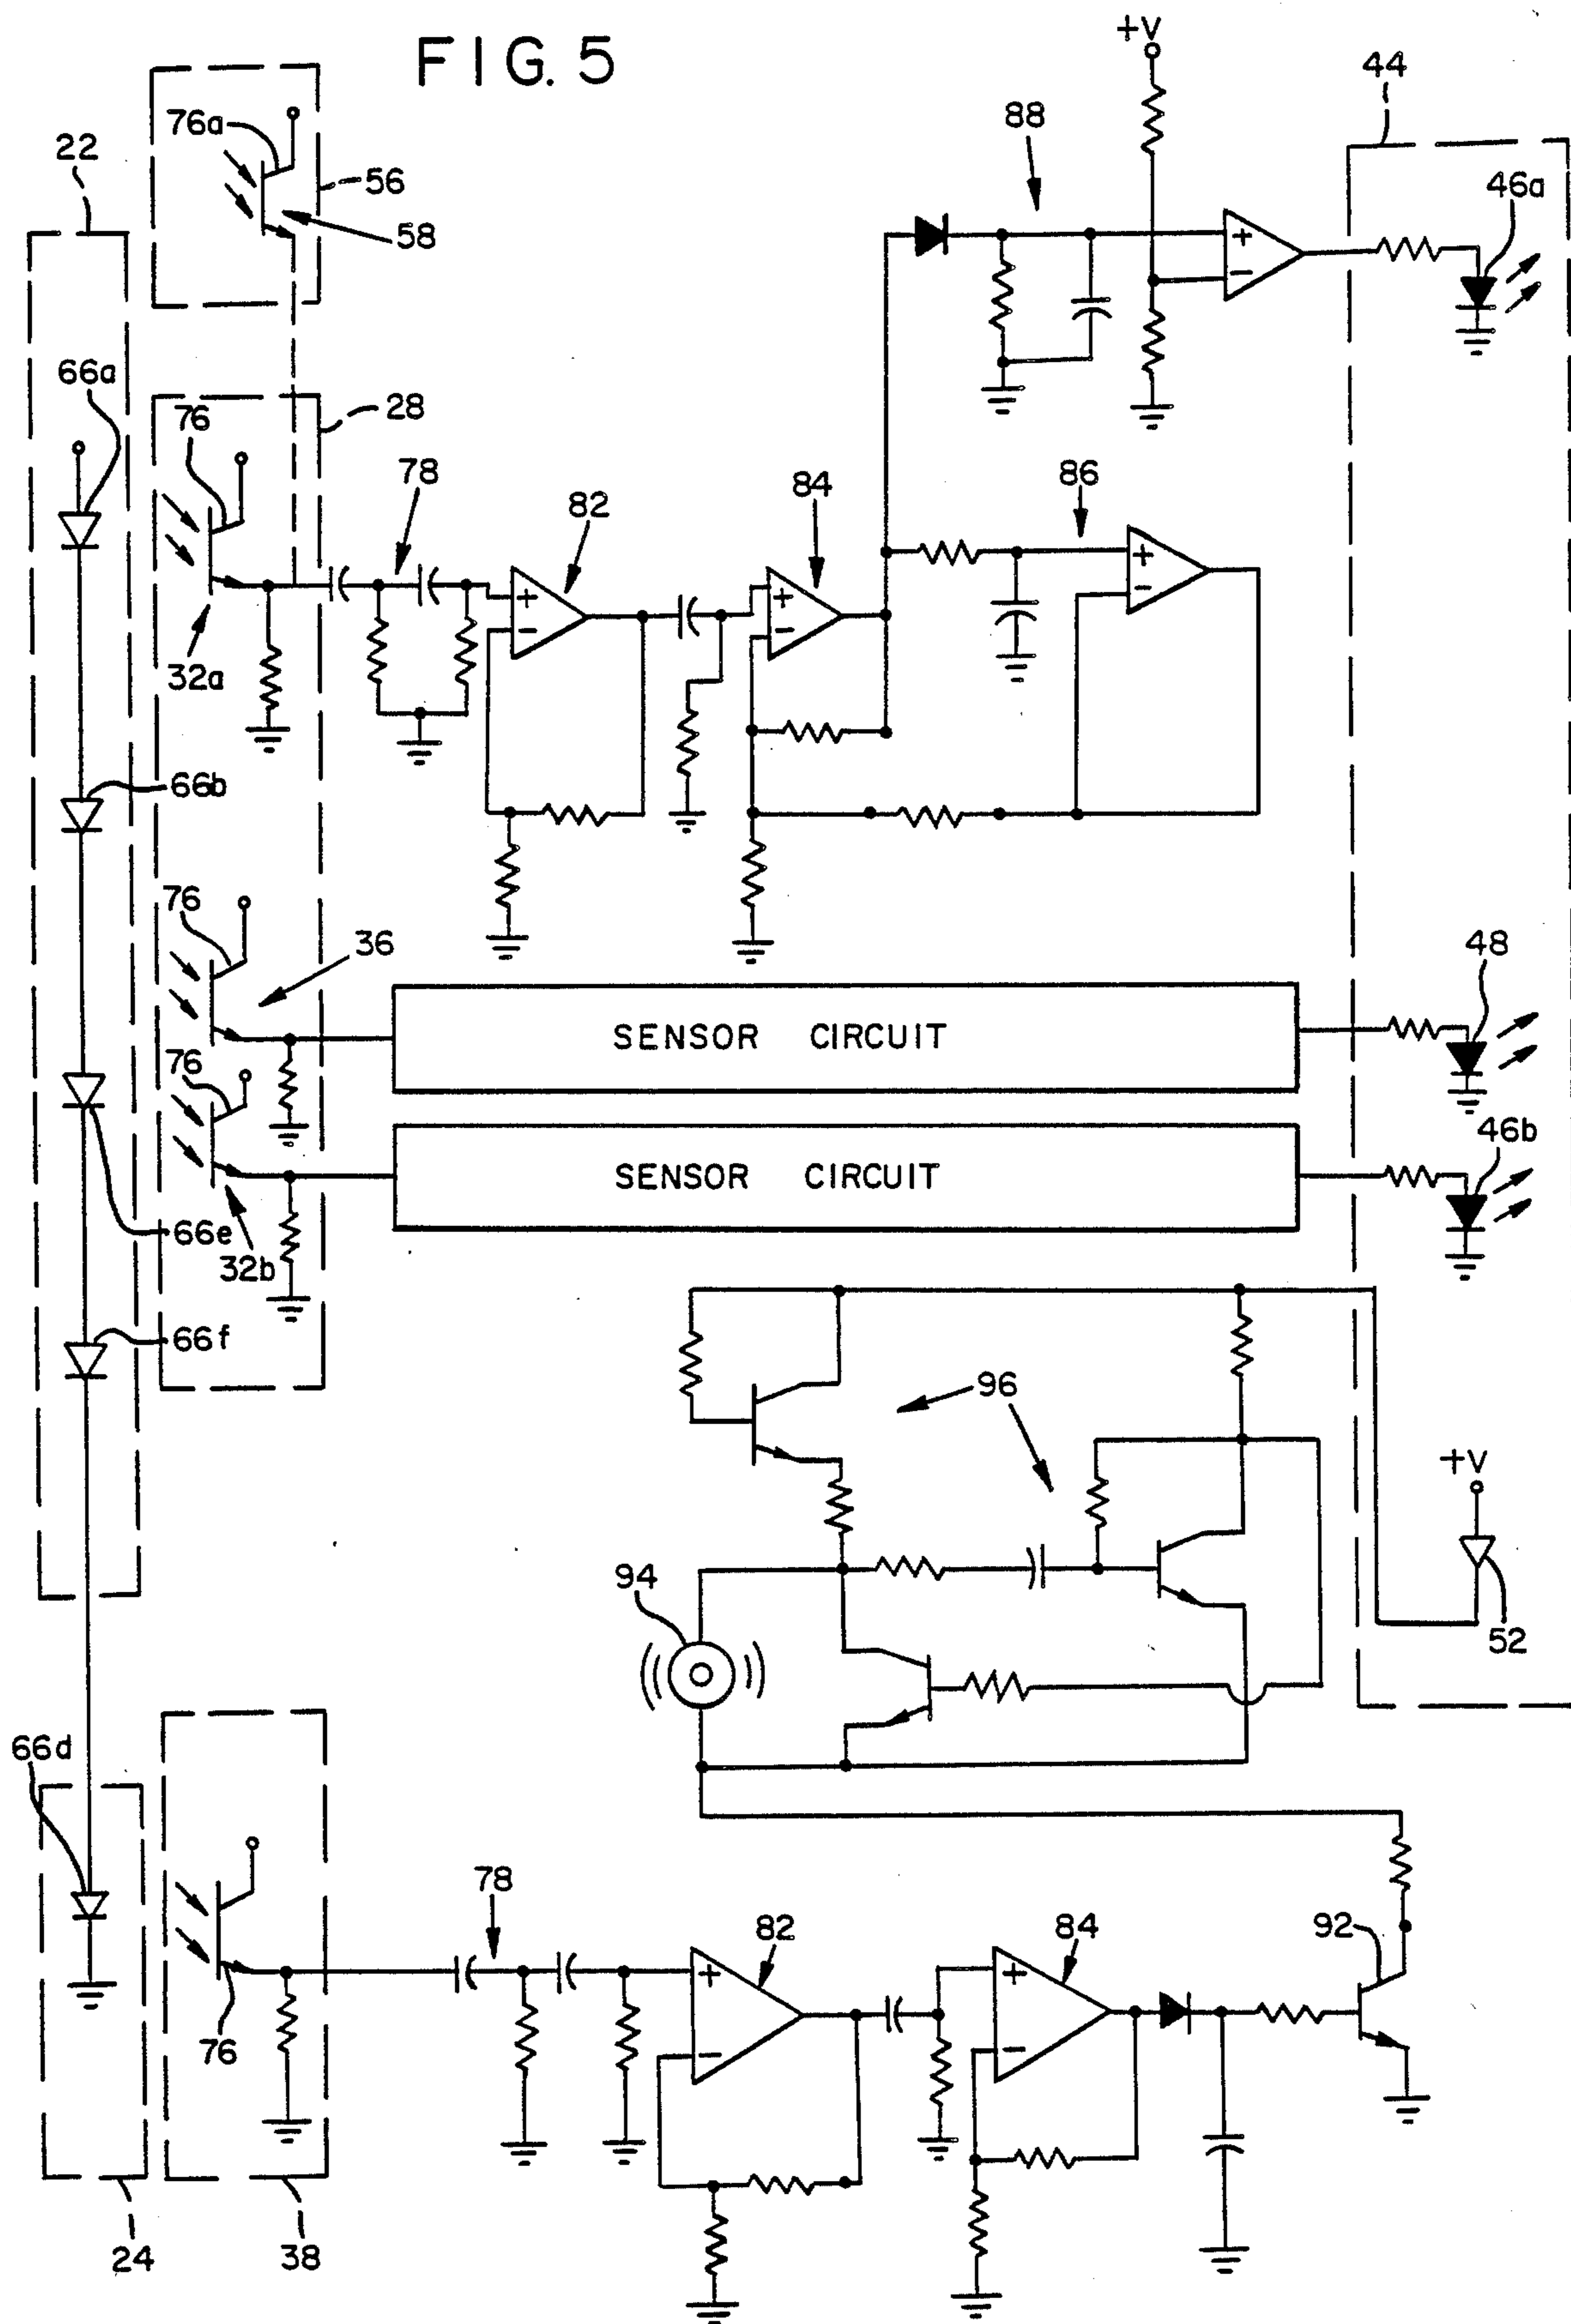 FIG. 5
+V
44
88
76a
22
56
46a
58
+
−
66a
28
76
78
82
84
86
+
−
+
−
+
−
32a
66b
76
36
48
SENSOR CIRCUIT
76
46b
SENSOR CIRCUIT
66e
32b
66f
96
+V
94
52
66d
78
82
84
92
+
+
76
−
−
24
38